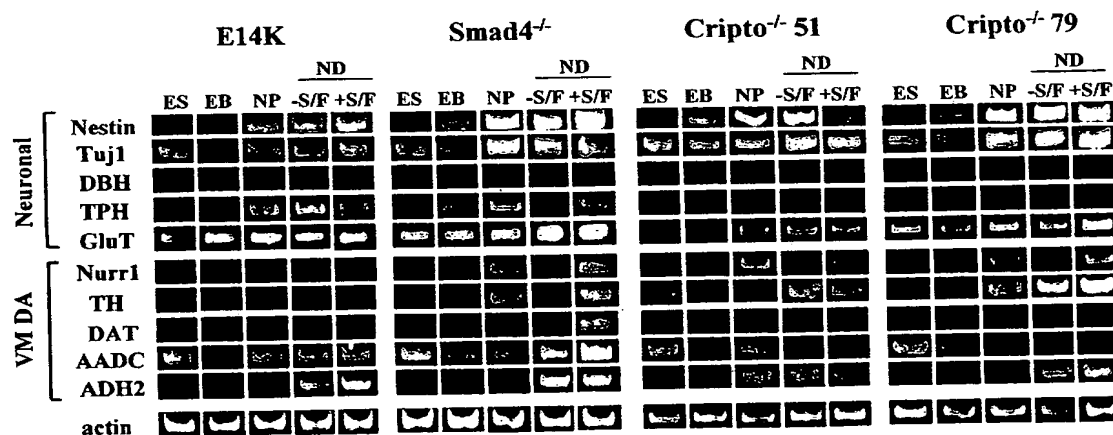 E14K Smad4-/- Cripto-/- 51 Cripto-/- 79
ND ND ND ND
ES EB NP -S/F +S/F ES EB NP -S/F +S/F ES EB NP -S/F +S/F ES EB NP -S/F +S/F
Neuronal
Nestin
Tuj1
DBH
TPH
GluT
VM DA
Nurr1
TH
DAT
AADC
ADH2
actin